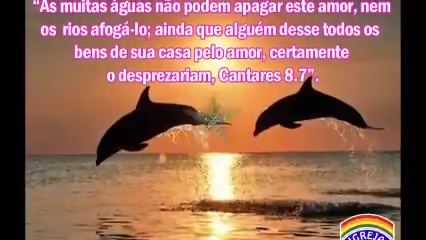 “As muitas águas não podem apagar este amor, nem
os rios afogá-lo; ainda que alguém desse todos os
bens de sua casa pelo amor, certamente
o desprezariam, Cantares 8.7”.
IGREJA